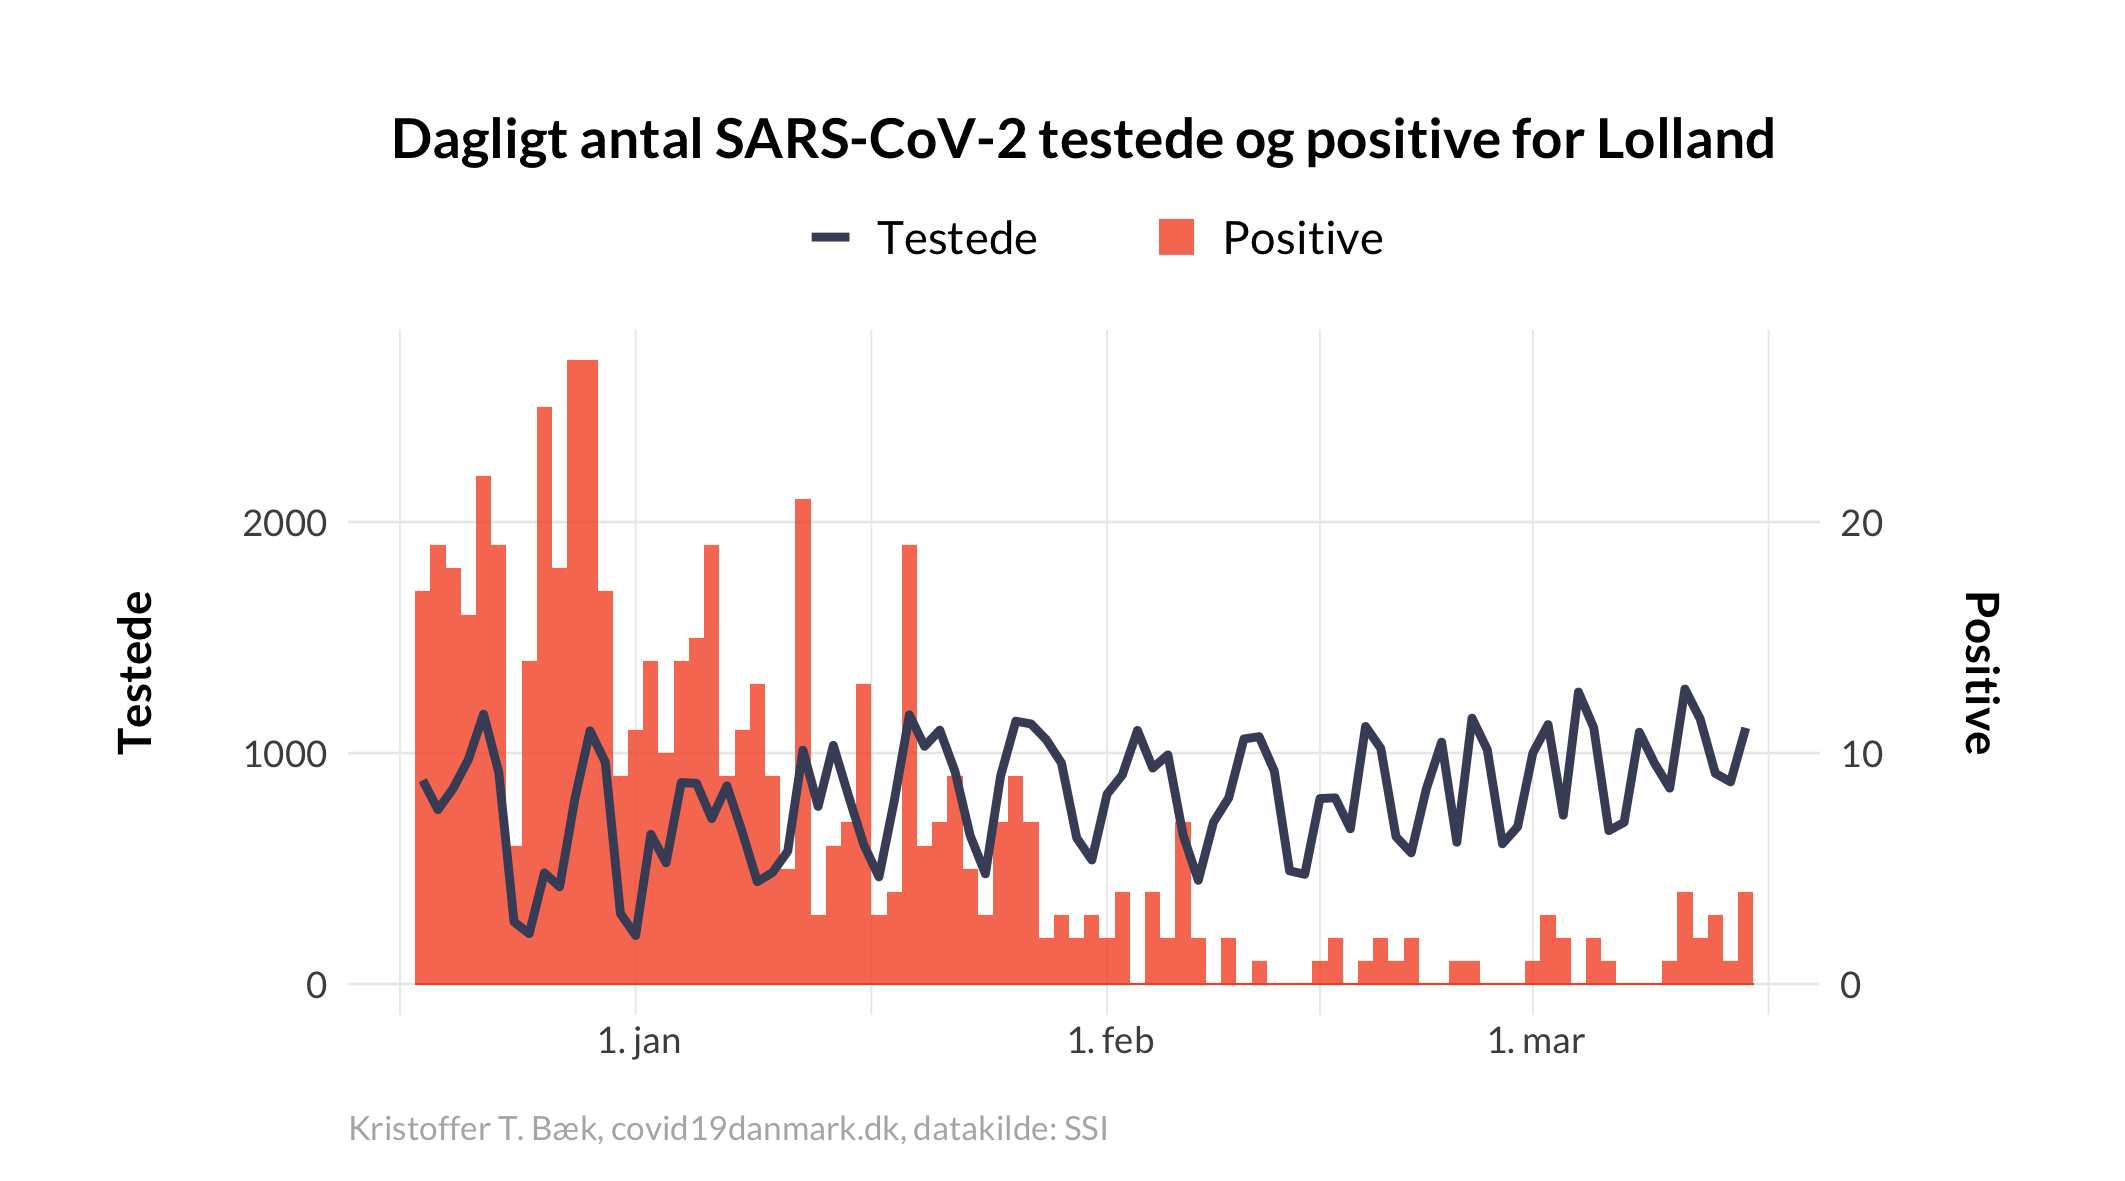 Dagligt antal SARS-CoV-2 testede og positive for Lolland
Testede
Positive
2000
1000
0
20
10
0
Testede
Positive
1. jan
1. feb
1. mar
Kristoffer T. Bæk, covid19danmark.dk, datakilde: SSI